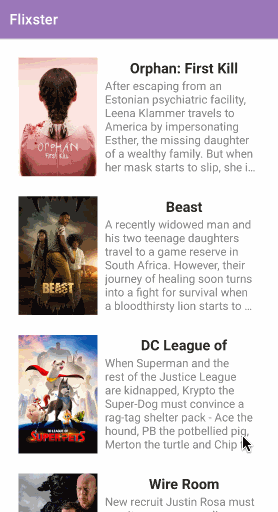 Flixster
Orphan: First Kill
After escaping from an
Estonian psychiatric facility,
Leena Klammer travels to
America by impersonating
Esther, the missing daughter
of a wealthy family. But when
her mask starts to slip, she i…
ORPHAN
FIRST KILL
Beast
A recently widowed man and
his two teenage daughters
travel to a game reserve in
South Africa. However, their
journey of healing soon turns
into a fight for survival when
a bloodthirsty lion starts to …
BEAST
DC League of
When Superman and the
rest of the Justice League
are kidnapped, Krypto the
Super-Dog must convince a
rag-tag shelter pack - Ace the
hound, PB the potbellied pig,
Merton the turtle and Chip
SUPER-PETS
Wire Room
New recruit Justin Rosa must